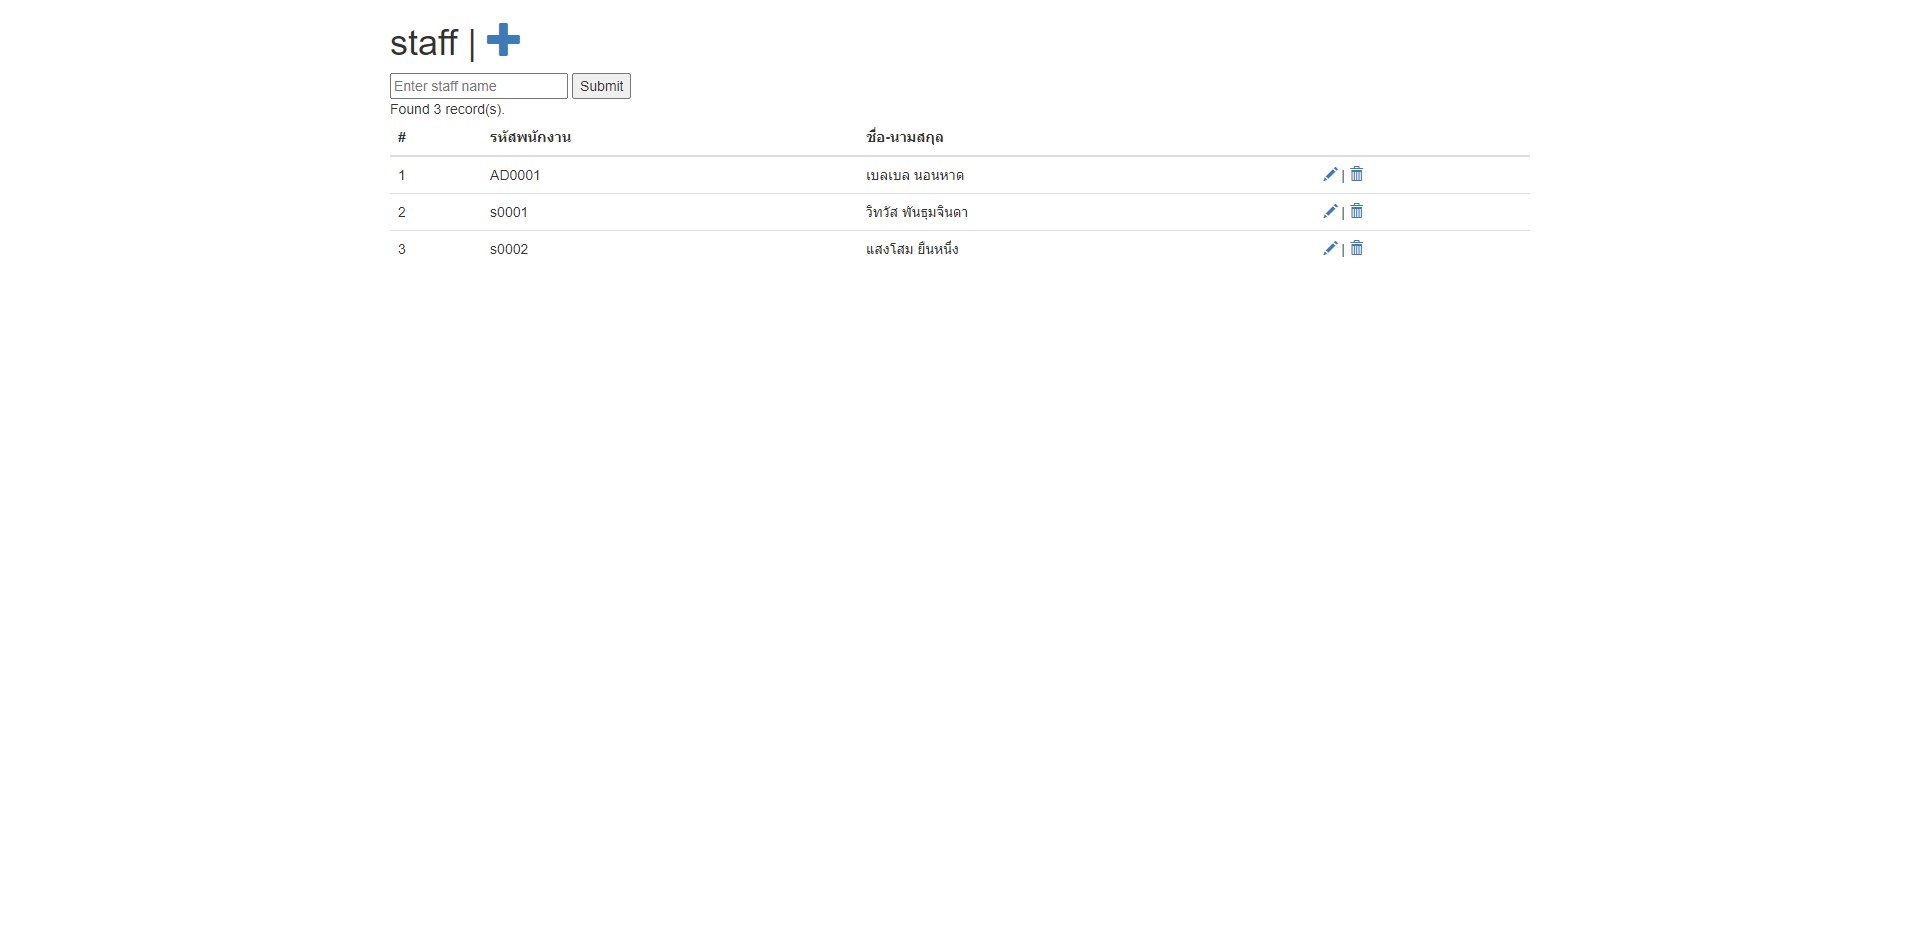 staff |
Enter staff name Submit
Found 3 record(s).
# รหัสพนักงาน ชื่อ-นามสกุล
1 AD0001 เบลเบล นอนหาด |
2 s0001 วิทวัส พันธุมจินดา |
3 s0002 แสงโสม ยืนหนึ่ง |